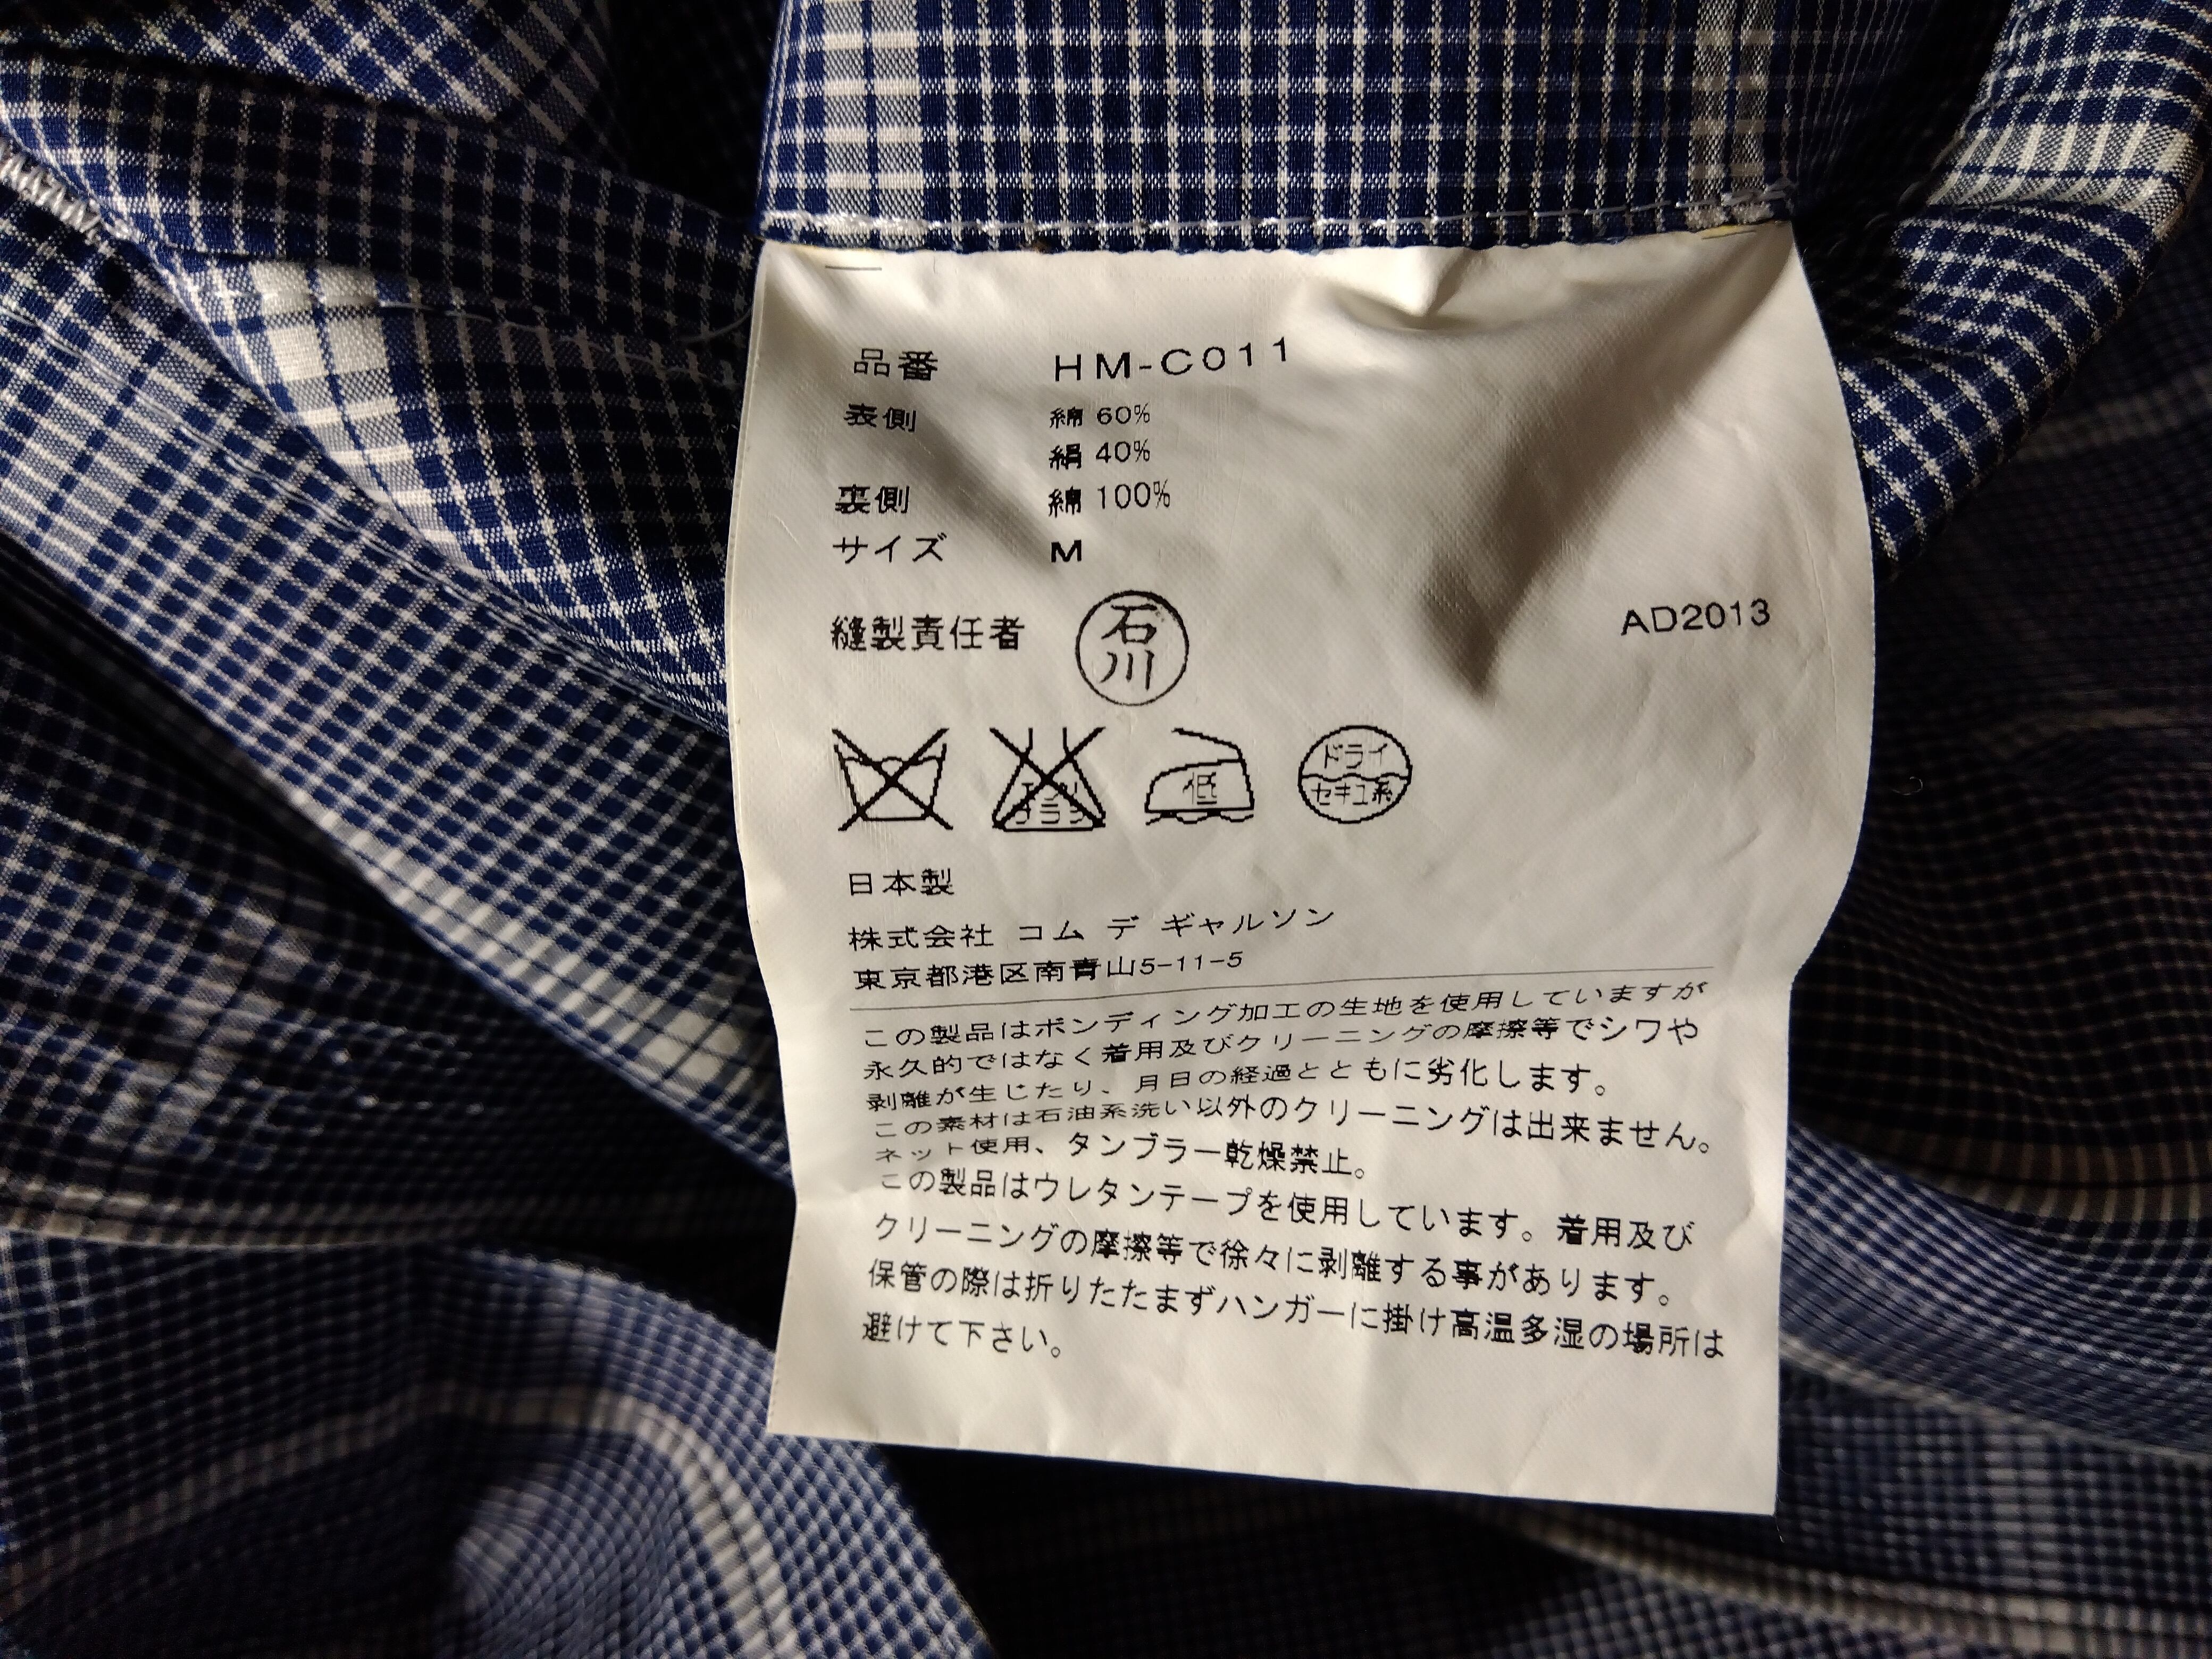 品番 HM-C011
表側 綿 60%
絹 40%
裏側 綿 100%
サイズ M
縫製責任者 石川
AD2013
エンソ
サラシ
低
ドライ
セキユ系
日本製
株式会社 コム デ ギャルソン
東京都港区南青山5-11-5
この製品はボンディング加工の生地を使用していますが
永久的ではなく着用及びクリーニングの摩擦等でシワや
剥離が生じたり、月日の経過とともに劣化します。
この素材は石油系洗い以外のクリーニングは出来ません。
ネット使用、タンブラー乾燥禁止。
この製品はウレタンテープを使用しています。着用及び
クリーニングの摩擦等で徐々に剥離する事があります。
保管の際は折りたたまずハンガーに掛け高温多湿の場所は
避けて下さい。